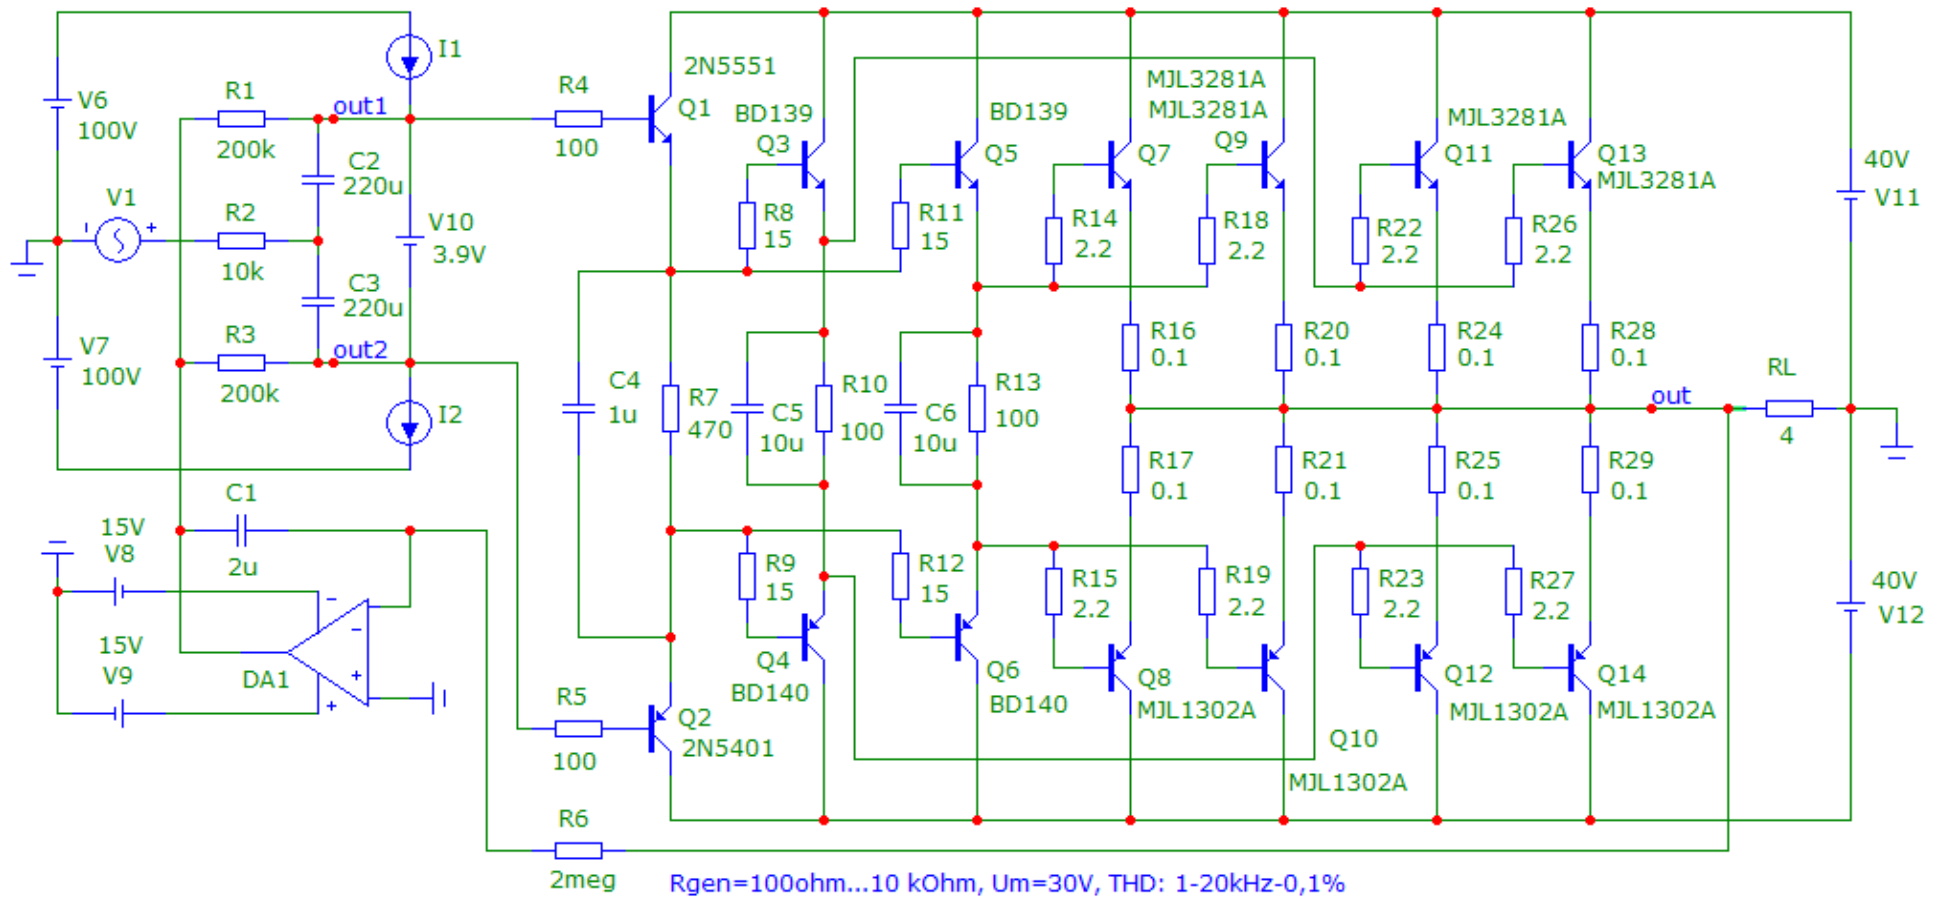 I1
V6
100V
R1
200k
out1
C2
220u
V1
R2
10k
V10
3.9V
C3
220u
R3
200k
out2
V7
100V
I2
C1
2u
15V
V8
15V
V9
DA1
R4
100
2N5551
Q1
C4
1u
R7
470
R5
100
Q2
2N5401
R6
2meg
BD139
Q3
R8
15
R11
15
BD139
Q5
C5
10u
R10
100
C6
10u
R13
100
R9
15
R12
15
Q4
BD140
Q6
BD140
MJL3281A
MJL3281A
Q7
Q9
MJL3281A
Q11
Q13
MJL3281A
R14
2.2
R18
2.2
R22
2.2
R26
2.2
R16
0.1
R20
0.1
R24
0.1
R28
0.1
out
RL
4
R17
0.1
R21
0.1
R25
0.1
R29
0.1
R15
2.2
R19
2.2
R23
2.2
R27
2.2
Q8
MJL1302A
Q10
MJL1302A
Q12
MJL1302A
Q14
MJL1302A
40V
V11
40V
V12
Rgen=100ohm...10 kOhm, Um=30V, THD: 1-20kHz-0,1%